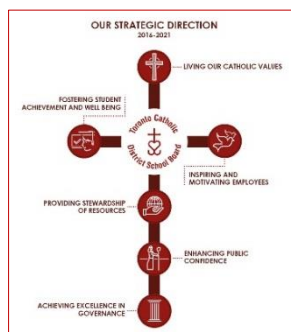 OUR STRATEGIC DIRECTION
2016-2021
LIVING OUR CATHOLIC VALUES
FOSTERING STUDENT
ACHIEVEMENT AND WELL BEING
Toronto Catholic
District School Board
INSPIRING AND
MOTIVATING EMPLOYEES
PROVIDING STEWARDSHIP
OF RESOURCES
ENHANCING PUBLIC
CONFIDENCE
ACHIEVING EXCELLENCE IN
GOVERNANCE